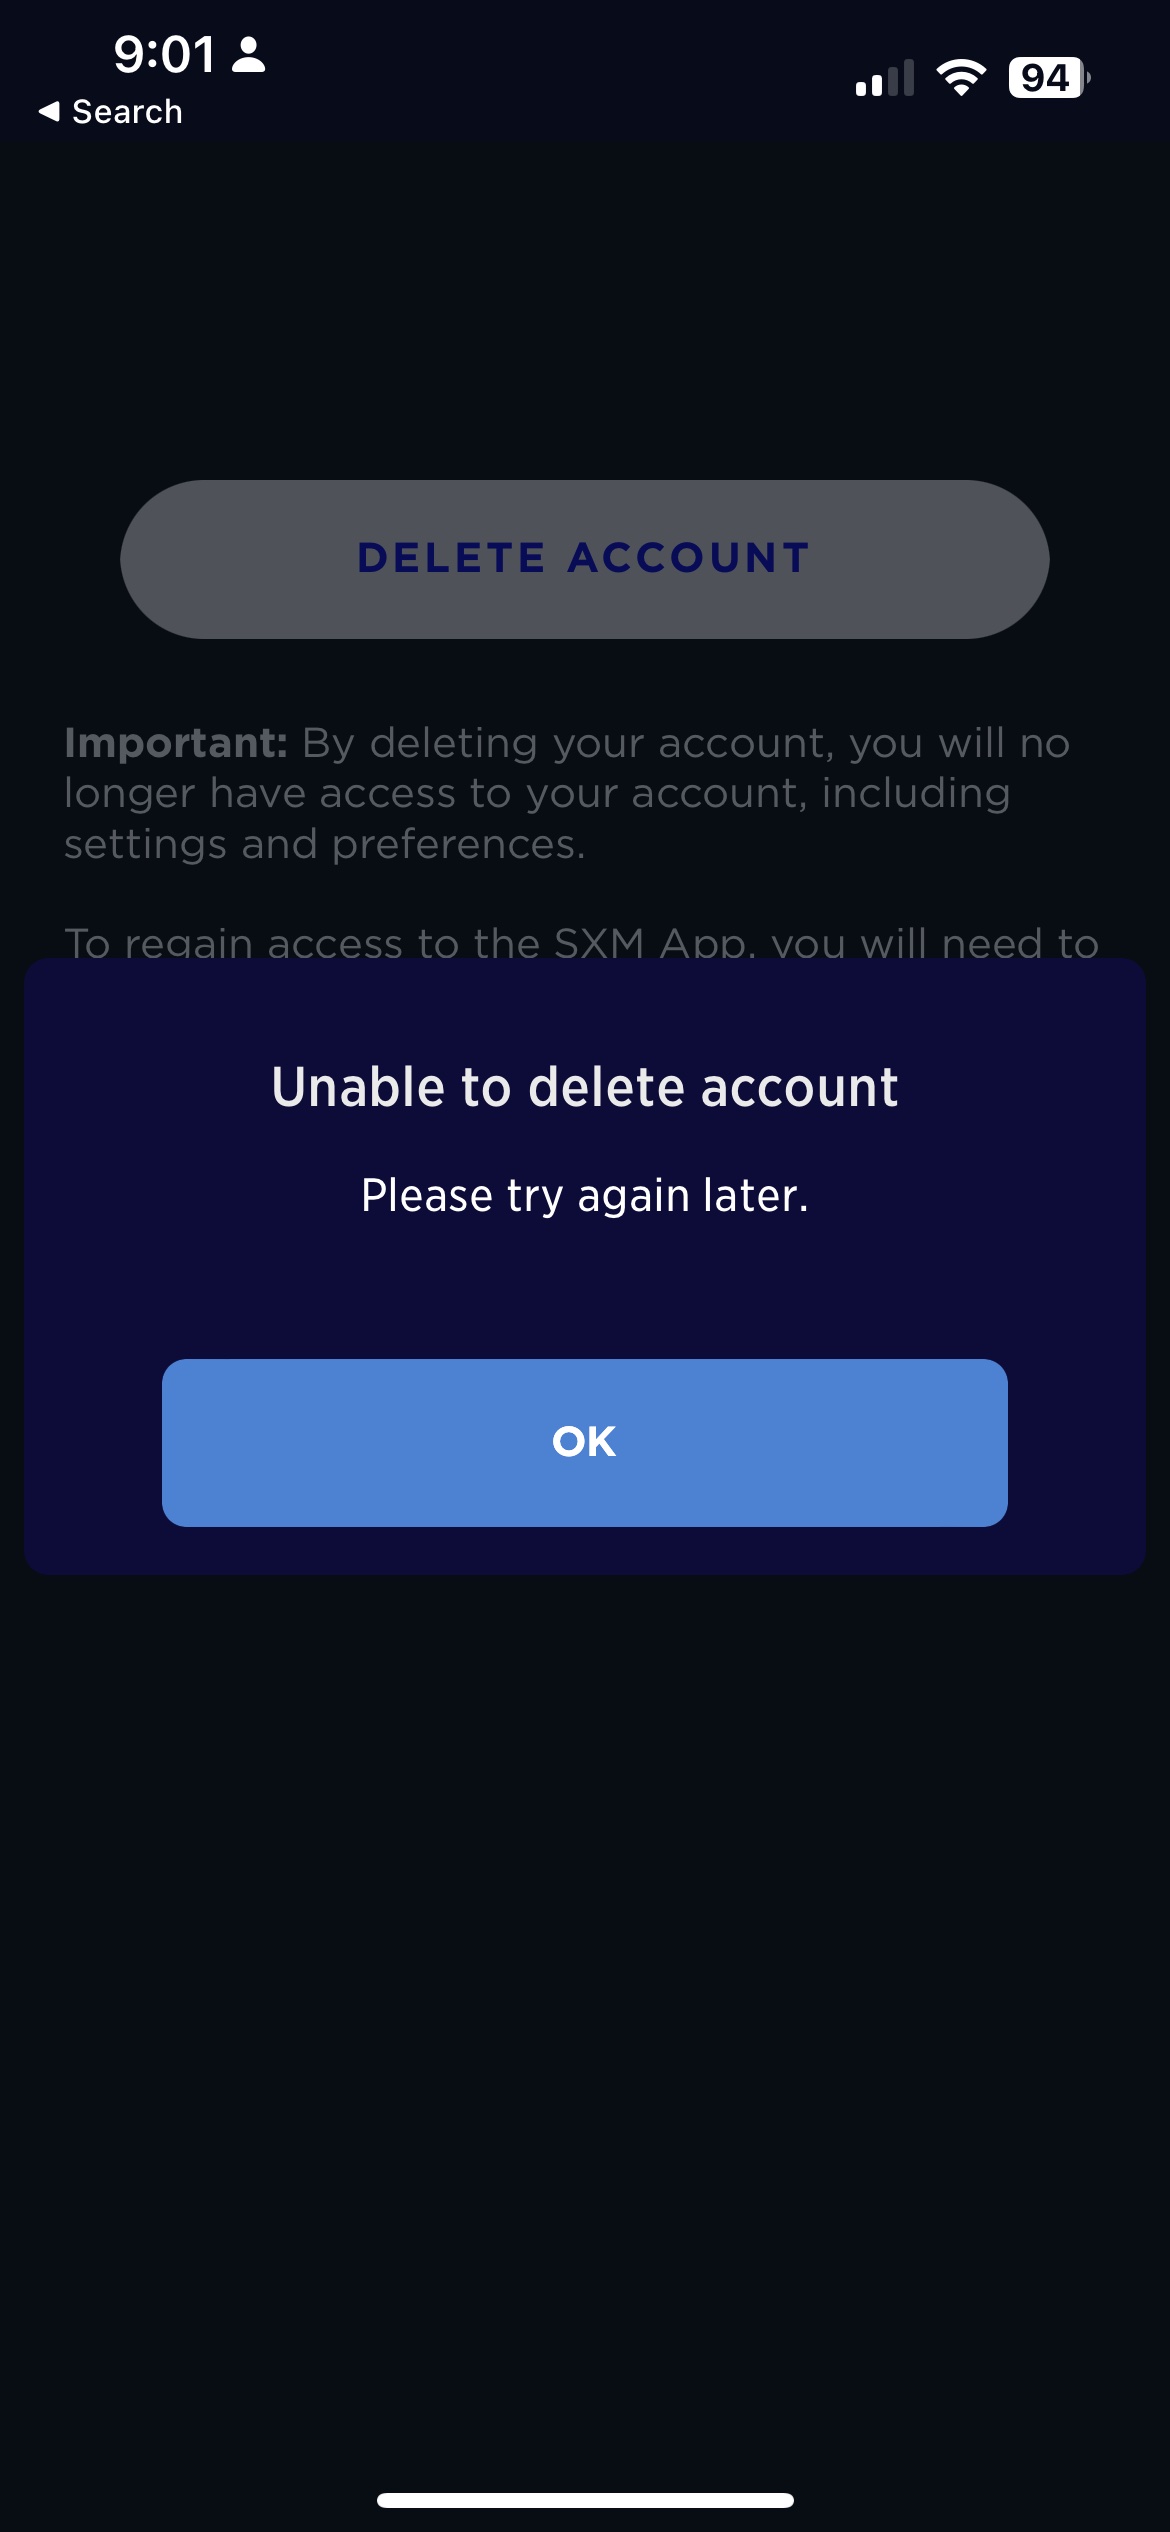 9:01
94
Search
DELETE ACCOUNT
Important: By deleting your account, you will no
longer have access to your account, including
settings and preferences.
To regain access to the SXM App, you will need to
Unable to delete account
Please try again later.
OK